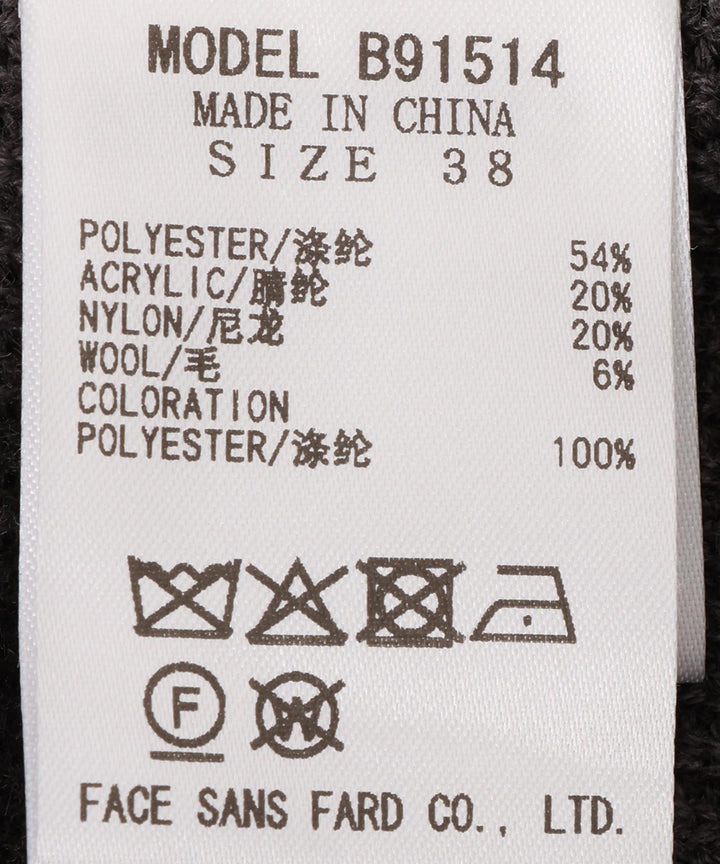 MODEL B91514
MADE IN CHINA
SIZE 38
POLYESTER/涤纶 54%
ACRYLIC/腈纶 20%
NYLON/尼龙 20%
WOOL/毛 6%
COLORATION
POLYESTER/涤纶 100%
F W
FACE SANS FARD CO., LTD.